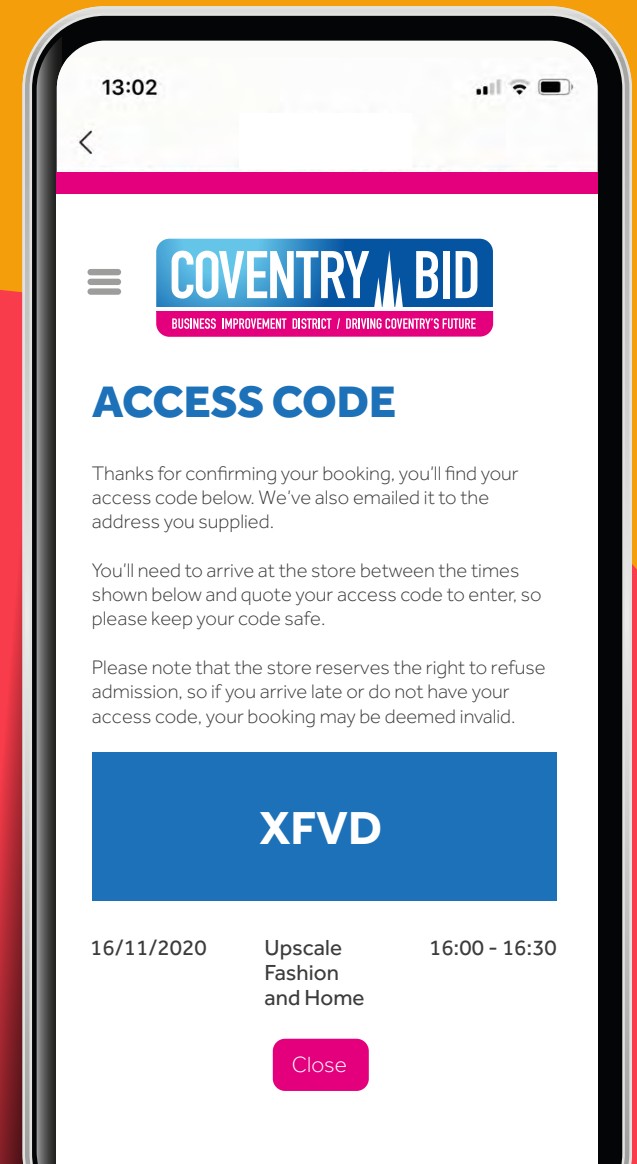 13:02
COVENTRY BID
BUSINESS IMPROVEMENT DISTRICT / DRIVING COVENTRY'S FUTURE
ACCESS CODE
Thanks for confirming your booking, you'll find your
access code below. We've also emailed it to the
address you supplied.
You'll need to arrive at the store between the times
shown below and quote your access code to enter, so
please keep your code safe.
Please note that the store reserves the right to refuse
admission, so if you arrive late or do not have your
access code, your booking may be deemed invalid.
XFVD
16/11/2020 Upscale 16:00 - 16:30
Fashion
and Home
Close